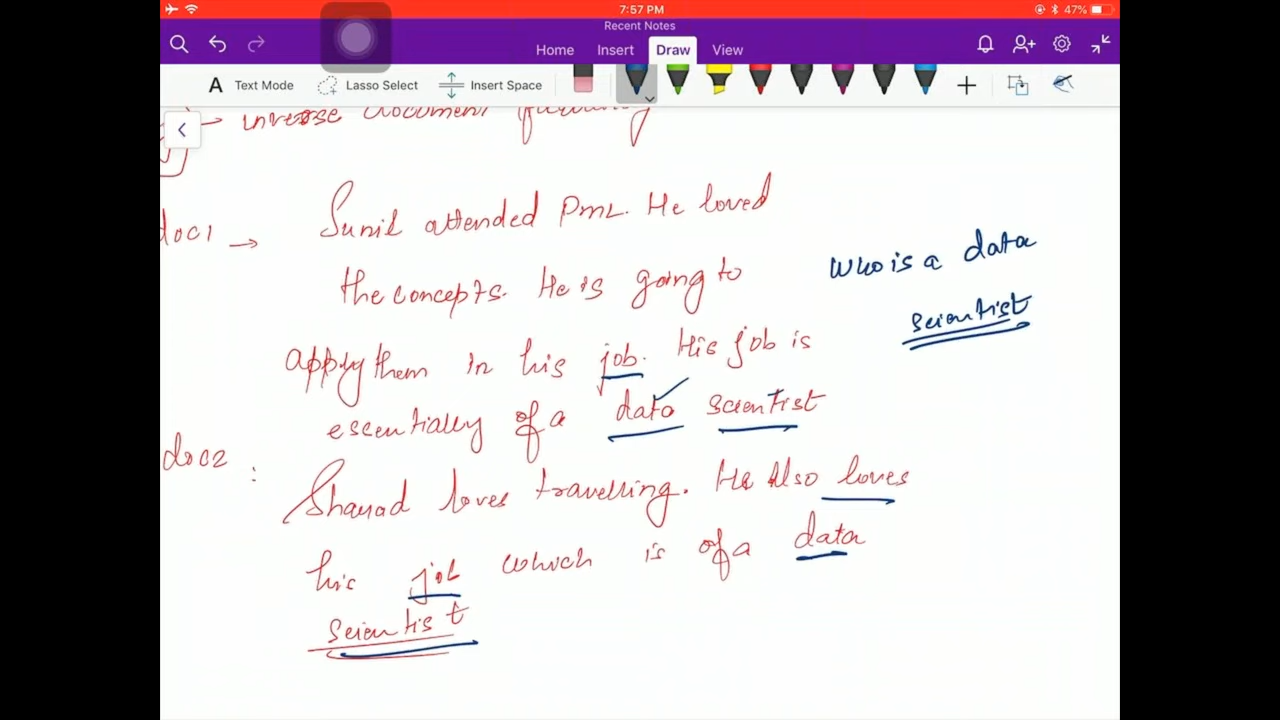 7:57 PM
47%
Recent Notes
Home Insert Draw View
A Text Mode Lasso Select Insert Space
→ inverse document
doc1 → Sunil attended PML. He loved
the concepts. He is going to
apply them in his job. His job is
essentially of a data scientist
Who is a data
scientist
doc2 : Sharad loves travelling. He also loves
his job which is of a data
scientist